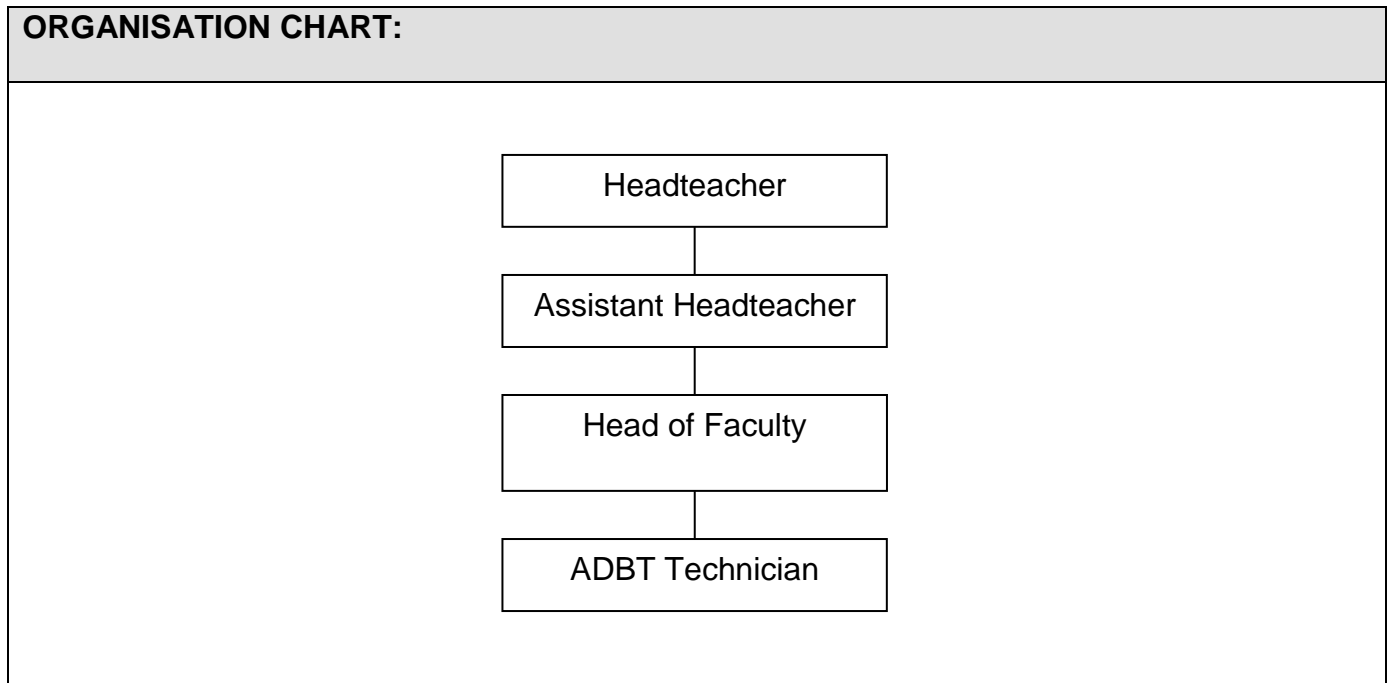 ORGANISATION CHART:
Headteacher
Assistant Headteacher
Head of Faculty
ADBT Technician